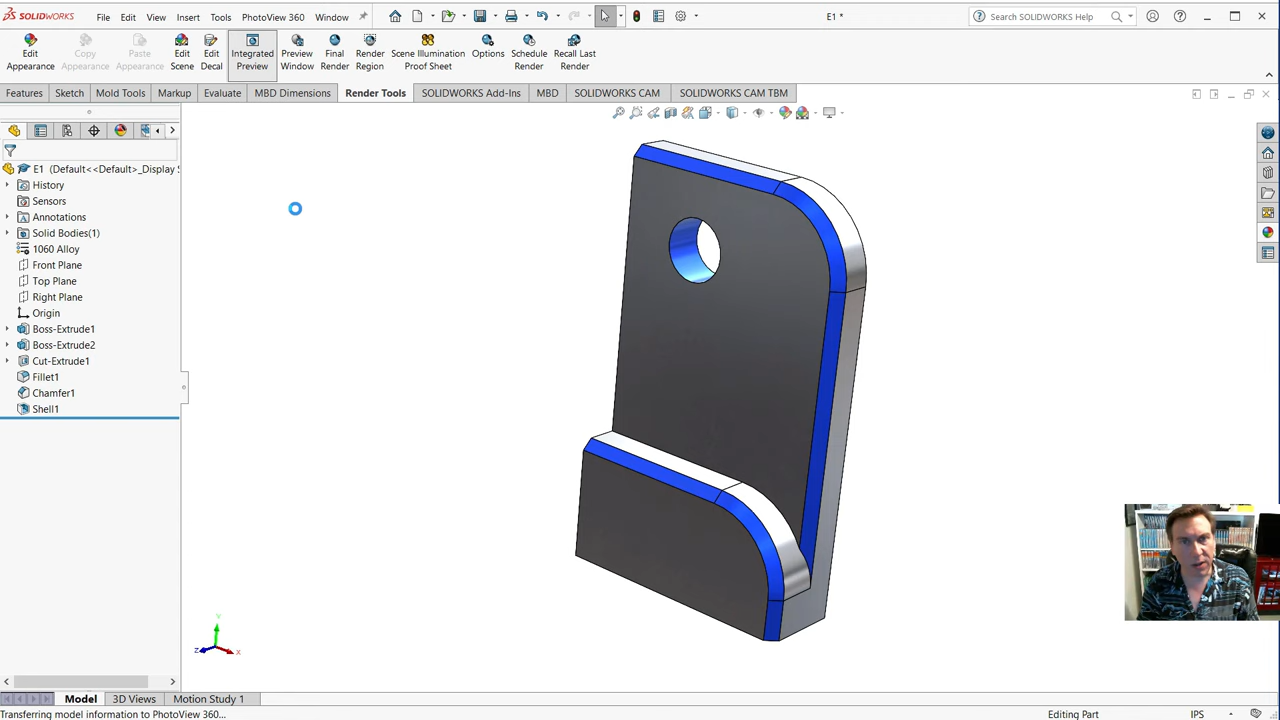 SOLIDWORKS File Edit View Insert Tools PhotoView 360 Window E1 * Search SOLIDWORKS Help
Edit Appearance
Copy Appearance
Paste Appearance
Edit Scene
Edit Decal
Integrated Preview
Preview Window
Final Render
Render Region
Scene Illumination Proof Sheet
Options
Schedule Render
Recall Last Render
Features Sketch Mold Tools Markup Evaluate MBD Dimensions Render Tools SOLIDWORKS Add-Ins MBD SOLIDWORKS CAM SOLIDWORKS CAM TBM
E1 (Default<<Default>_Display S
History
Sensors
Annotations
Solid Bodies(1)
1060 Alloy
Front Plane
Top Plane
Right Plane
Origin
Boss-Extrude1
Boss-Extrude2
Cut-Extrude1
Fillet1
Chamfer1
Shell1
Y
Z X
Model 3D Views Motion Study 1
Transferring model information to PhotoView 360... Editing Part IPS